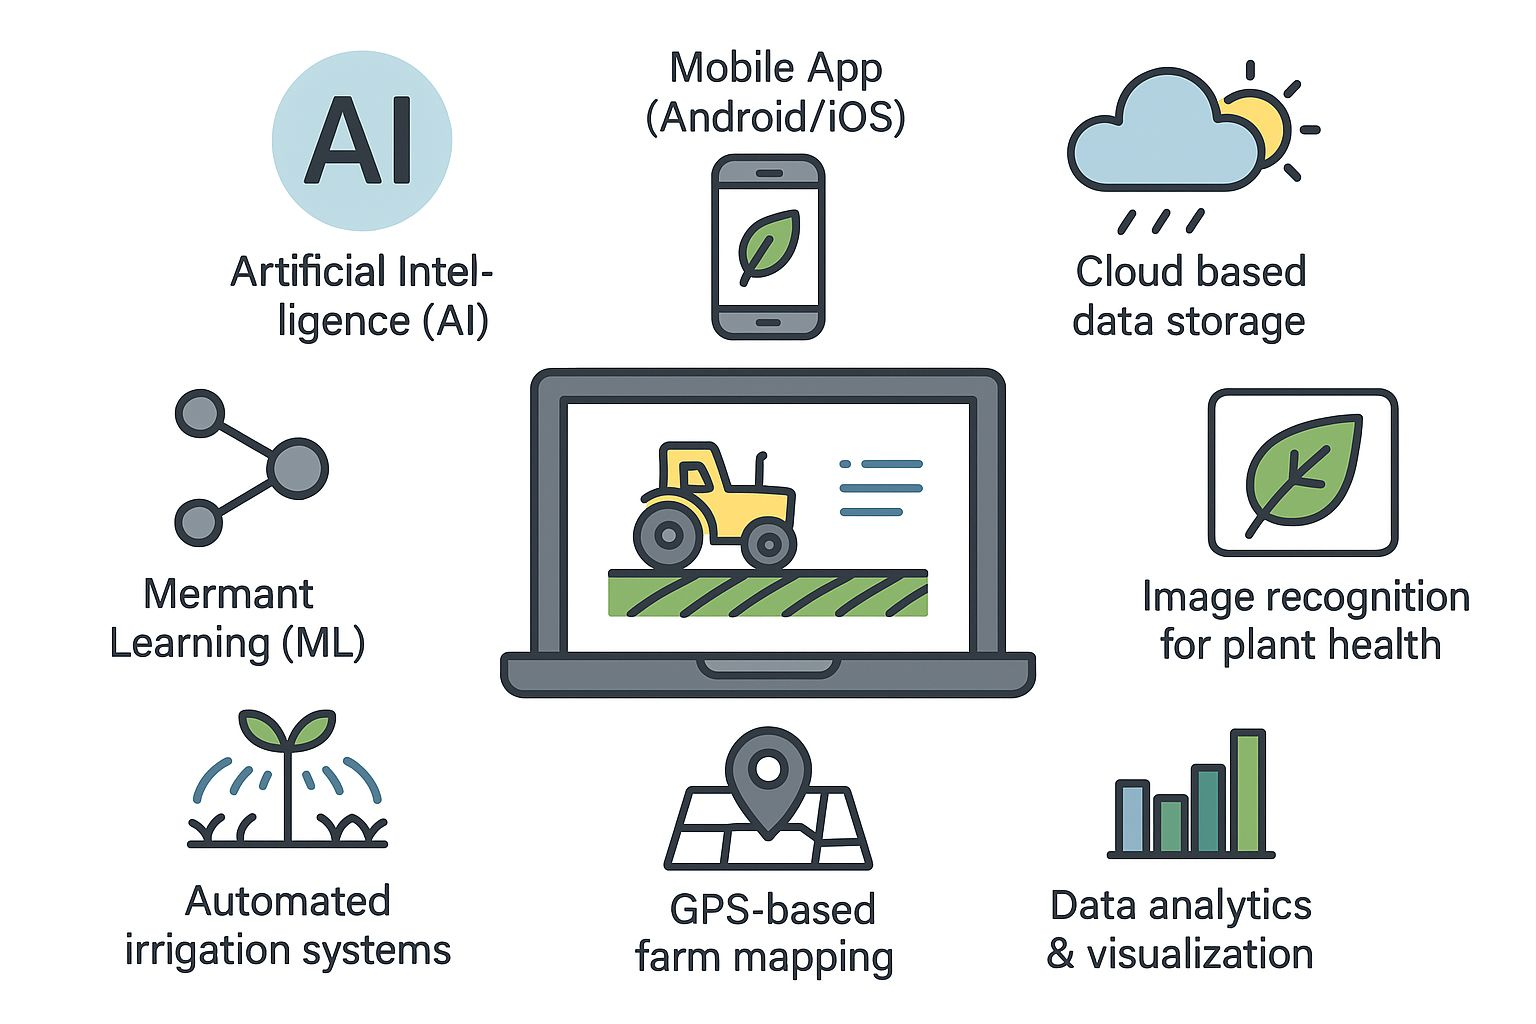 AI
Artificial Intel-
ligence (AI)
Mobile App
(Android/iOS)
Cloud based
data storage
Mermant
Learning (ML)
Image recognition
for plant health
Automated
irrigation systems
GPS-based
farm mapping
Data analytics
& visualization